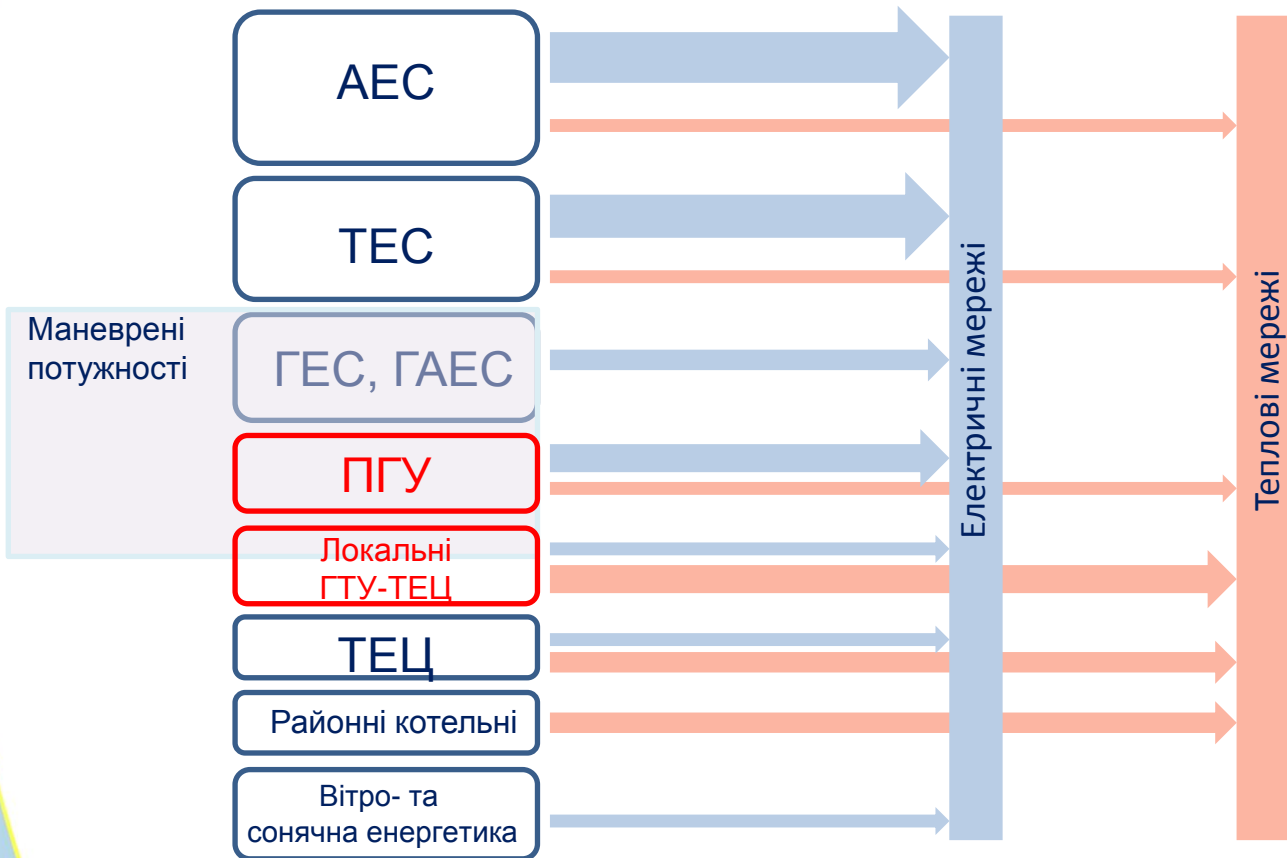 АЕС
ТЕС
Маневрені
потужності
ГЕС, ГАЕС
ПГУ
Локальні
ГТУ-ТЕЦ
ТЕЦ
Районні котельні
Вітро- та
сонячна енергетика
Електричні мережі
Теплові мережі